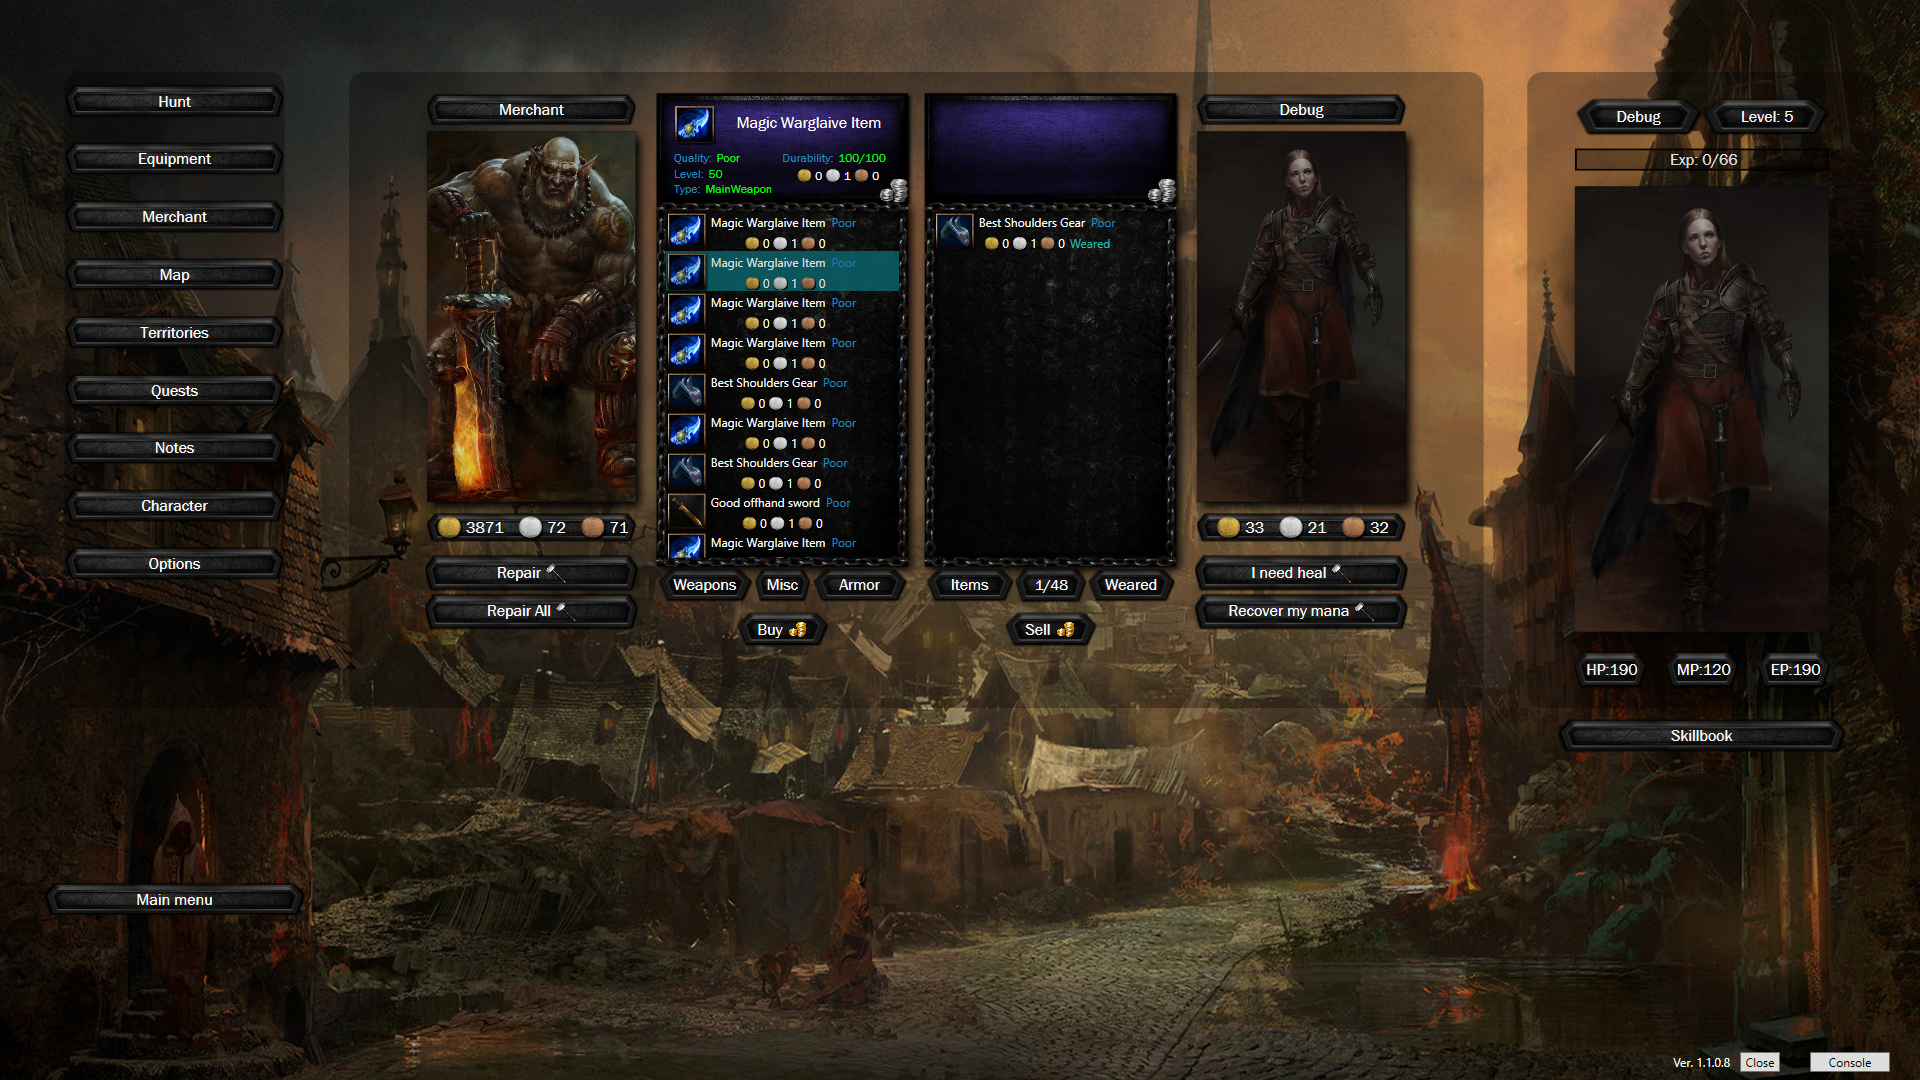 Hunt
Equipment
Merchant
Map
Territories
Quests
Notes
Character
Options
Main menu
Merchant
3871 72 71
Repair
Repair All
Magic Warglaive Item
Quality: Poor
Durability: 100/100
Level: 50
0 1 0
Type: MainWeapon
Magic Warglaive Item Poor
0 1 0
Magic Warglaive Item Poor
0 1 0
Magic Warglaive Item Poor
0 1 0
Magic Warglaive Item Poor
0 1 0
Best Shoulders Gear Poor
0 1 0
Magic Warglaive Item Poor
0 1 0
Best Shoulders Gear Poor
0 1 0
Good offhand sword Poor
0 1 0
Magic Warglaive Item Poor
Weapons Misc Armor
Buy
Best Shoulders Gear Poor
0 1 0 Weared
Items 1/48 Weared
Sell
Debug
33 21 32
I need heal
Recover my mana
Debug Level: 5
Exp: 0/66
HP:190 MP:120 EP:190
Skillbook
Ver. 1.1.0.8 Close Console